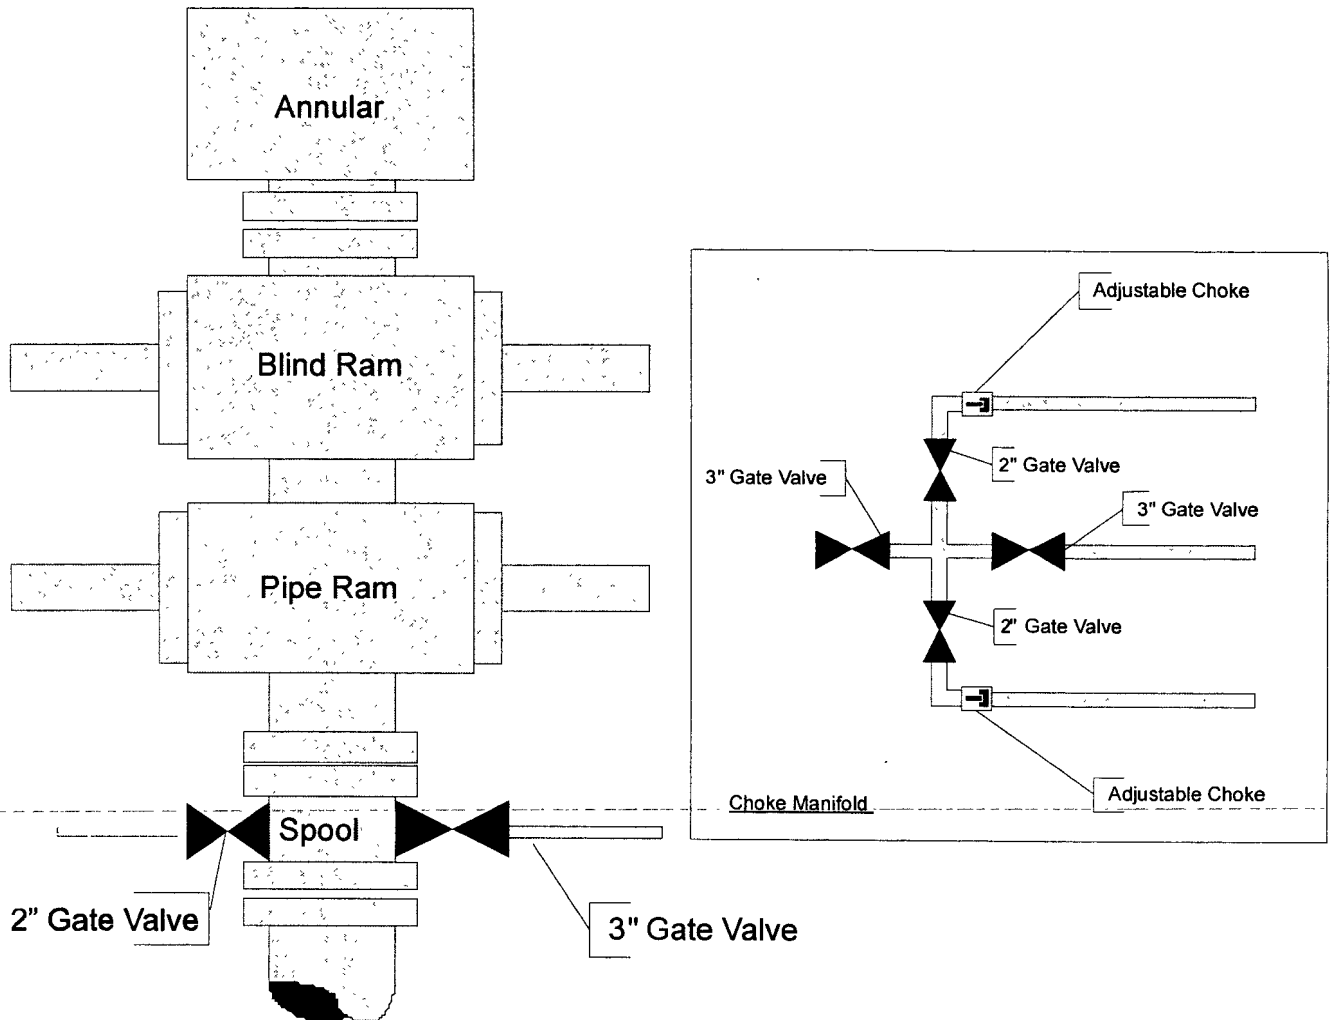 Annular
Blind Ram
Pipe Ram
Spool
2" Gate Valve
3" Gate Valve
Adjustable Choke
2" Gate Valve
3" Gate Valve
3" Gate Valve
2" Gate Valve
Adjustable Choke
Choke Manifold